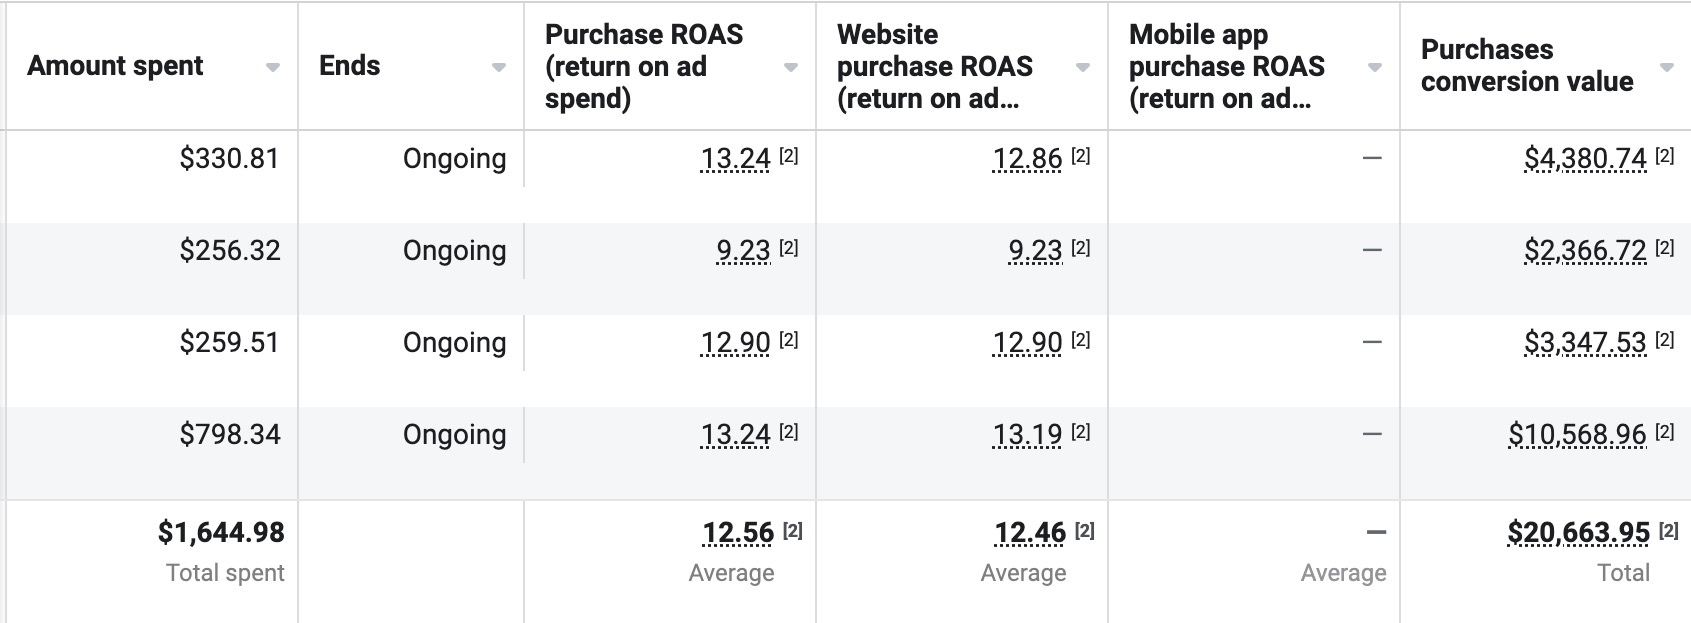 Amount spent
Ends
Purchase ROAS
(return on ad
spend)
Website
purchase ROAS
(return on ad...
Mobile app
purchase ROAS
(return on ad...
Purchases
conversion value
$330.81 Ongoing 13.24 [2] 12.86 [2] — $4,380.74 [2]
$256.32 Ongoing 9.23 [2] 9.23 [2] — $2,366.72 [2]
$259.51 Ongoing 12.90 [2] 12.90 [2] — $3,347.53 [2]
$798.34 Ongoing 13.24 [2] 13.19 [2] — $10,568.96 [2]
$1,644.98 12.56 [2] 12.46 [2] — $20,663.95 [2]
Total spent Average Average Average Total